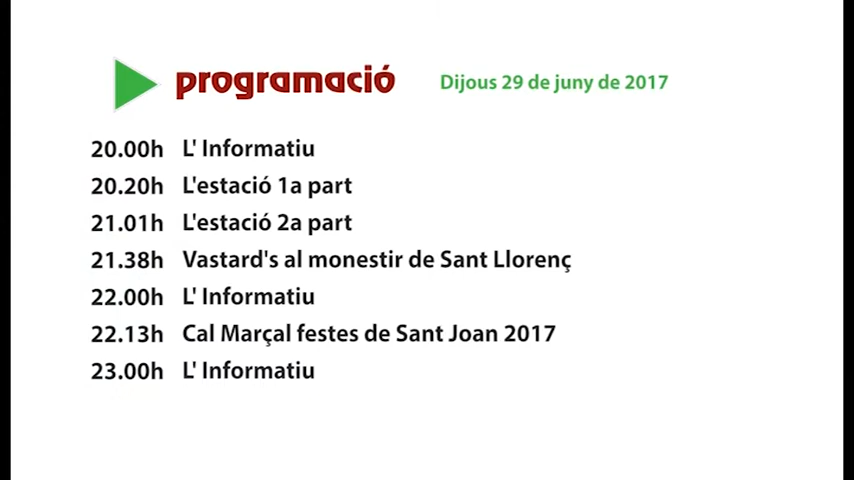 programació Dijous 29 de juny de 2017
20.00h L' Informatiu
20.20h L'estació 1a part
21.01h L'estació 2a part
21.38h Vastard's al monestir de Sant Llorenç
22.00h L' Informatiu
22.13h Cal Marçal festes de Sant Joan 2017
23.00h L' Informatiu